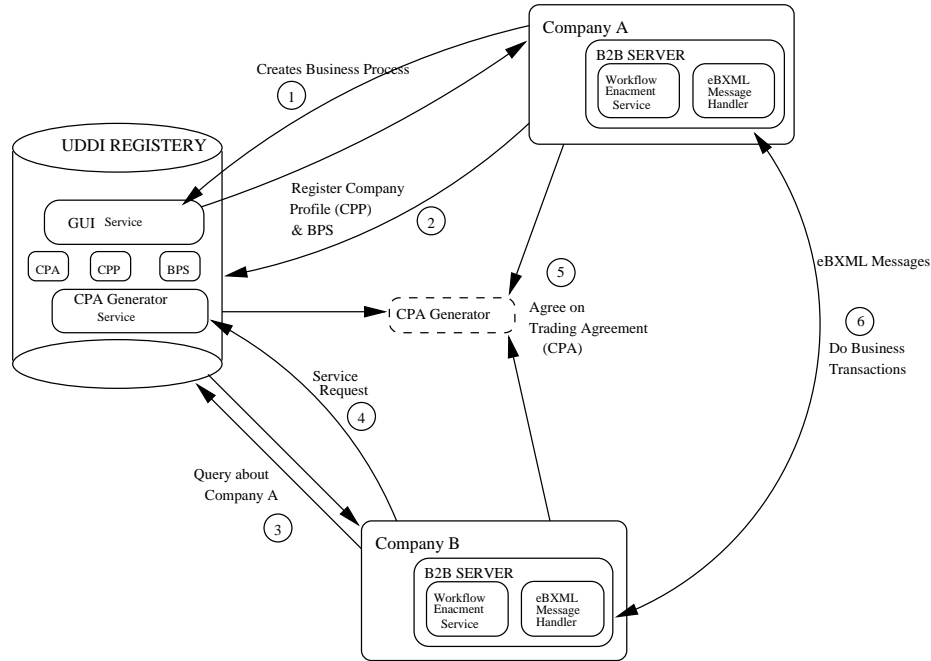 Company A
B2B SERVER
Workflow
Enacment
Service
eBXML
Message
Handler
Creates Business Process
1
UDDI REGISTERY
GUI Service
CPA
CPP
BPS
CPA Generator
Service
Register Company
Profile (CPP)
& BPS
2
CPA Generator
5
Agree on
Trading Agreement
(CPA)
eBXML Messages
6
Do Business
Transactions
Service
Request
4
Query about
Company A
3
Company B
B2B SERVER
Workflow
Enacment
Service
eBXML
Message
Handler